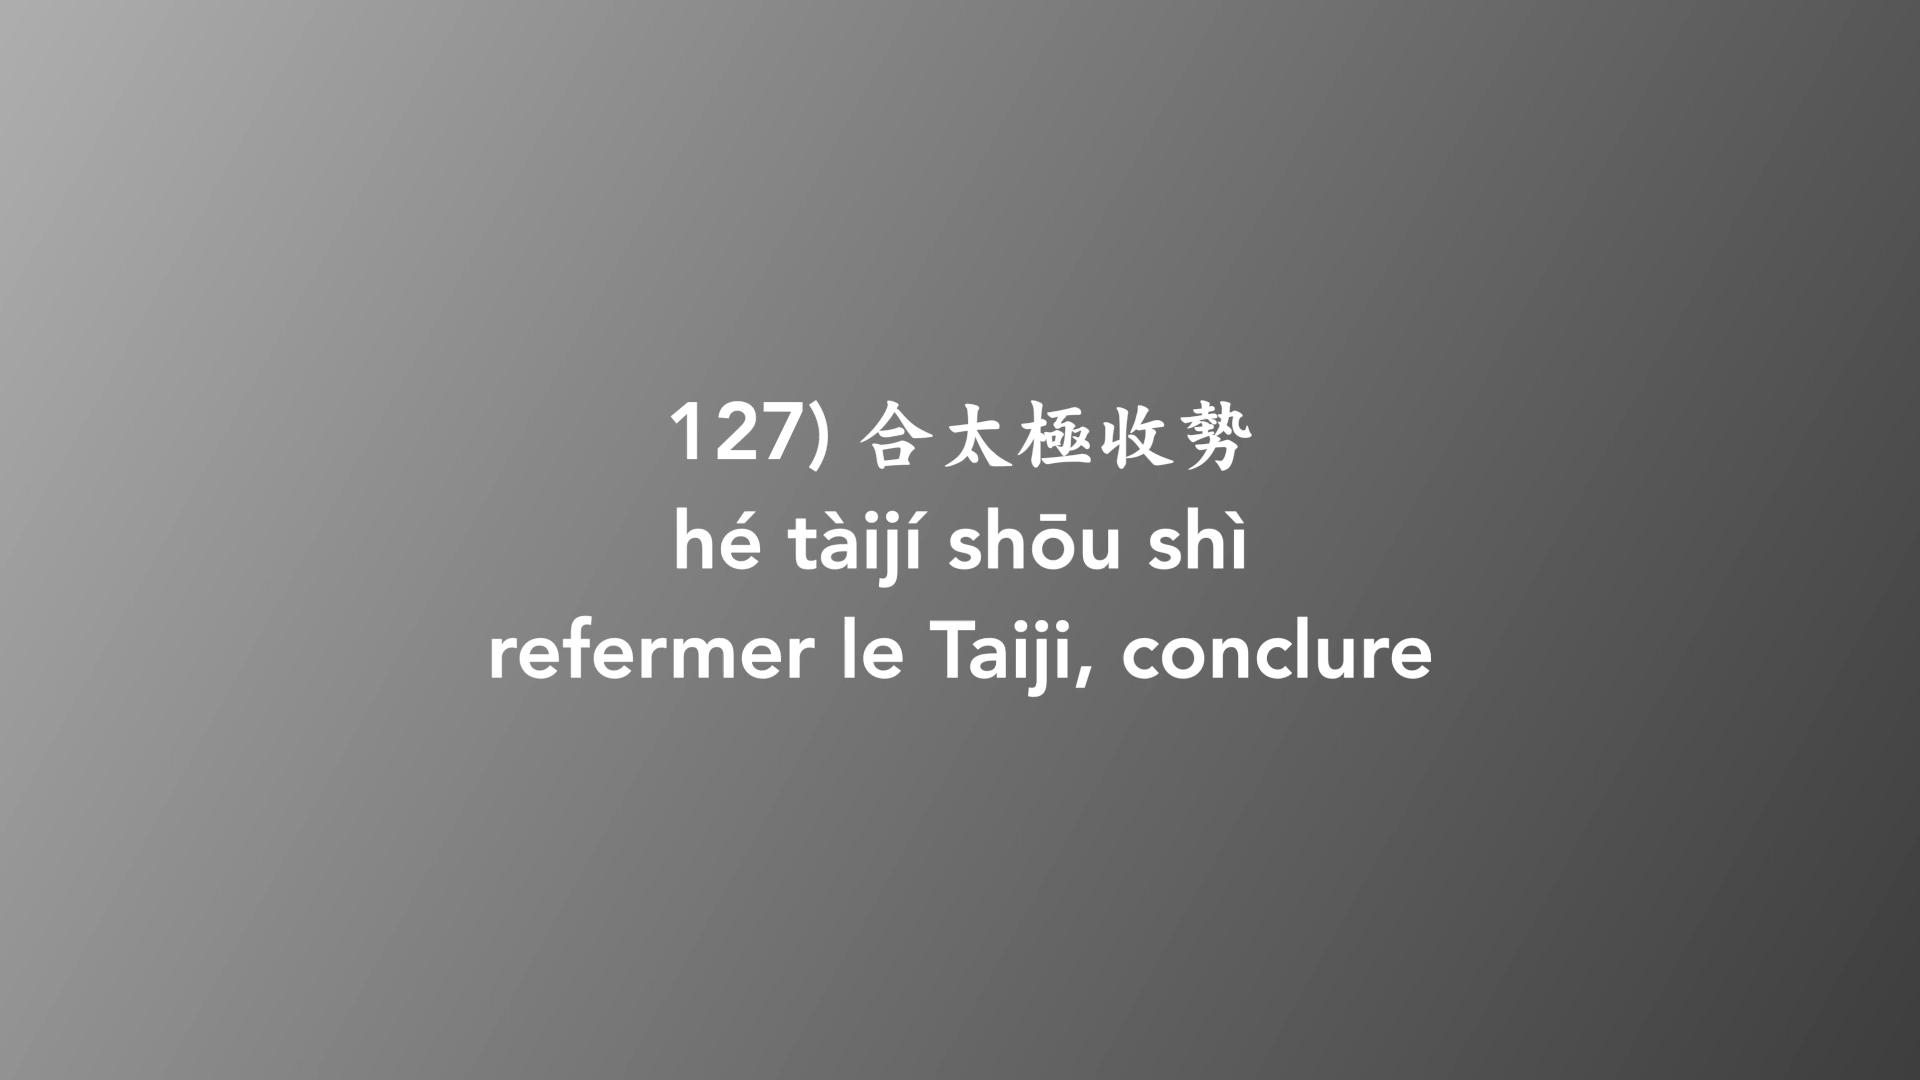 127) 合太極收勢
hé tàijí shōu shì
refermer le Taiji, conclure